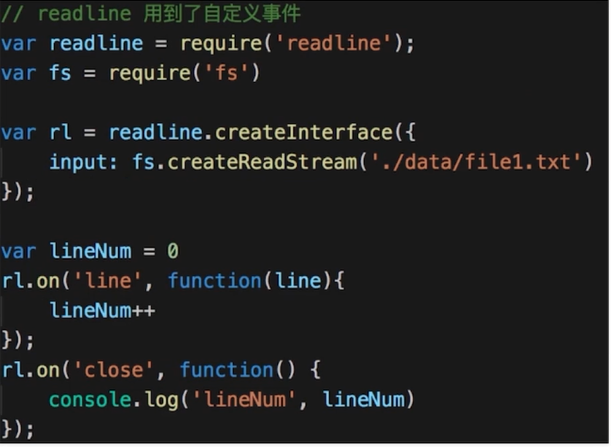 // readline 用到了自定义事件
var readline = require('readline');
var fs = require('fs')
var rl = readline.createInterface({
    input: fs.createReadStream('./data/file1.txt')
});
var lineNum = 0
rl.on('line', function(line){
    lineNum++
});
rl.on('close', function() {
    console.log('lineNum', lineNum)
});